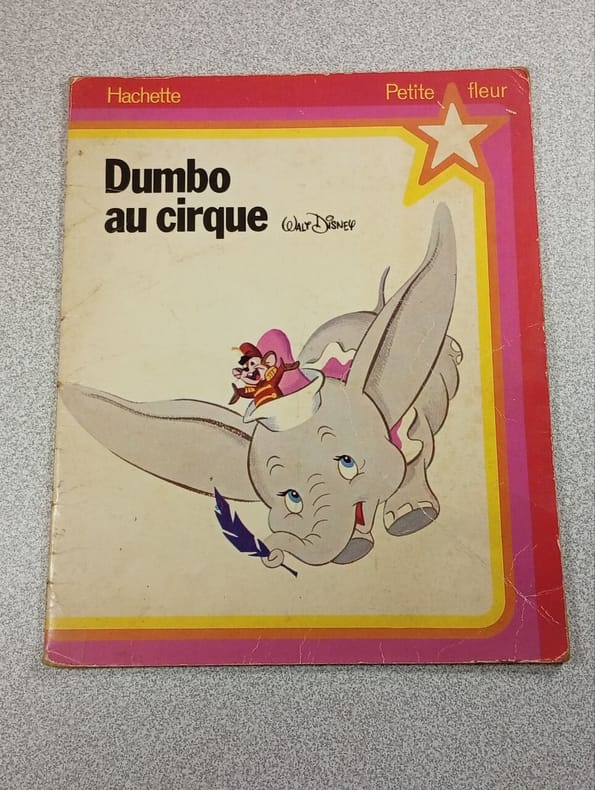 Hachette
Petite fleur
Dumbo
au cirque
WALT DISNEY